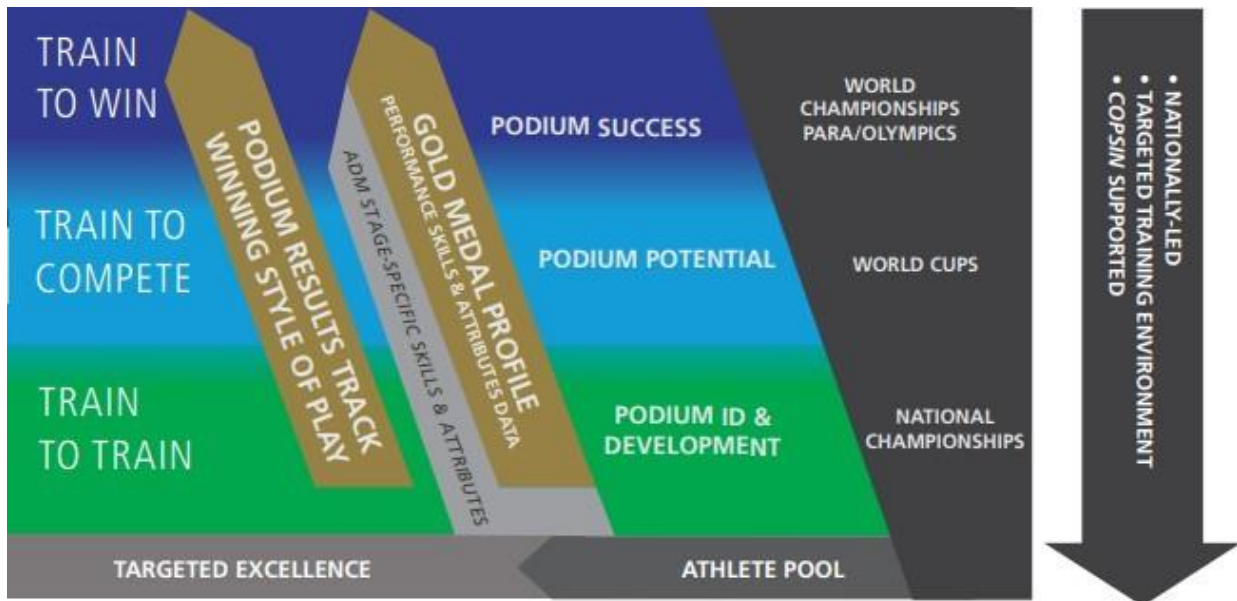 TRAIN
TO WIN
TRAIN TO
COMPETE
TRAIN
TO TRAIN
PODIUM RESULTS TRACK
WINNING STYLE OF PLAY
ADM STAGE-SPECIFIC SKILLS & ATTRIBUTES
GOLD MEDAL PROFILE
PERFORMANCE SKILLS & ATTRIBUTES DATA
PODIUM SUCCESS
PODIUM POTENTIAL
PODIUM ID &
DEVELOPMENT
WORLD
CHAMPIONSHIPS
PARA/OLYMPICS
WORLD CUPS
NATIONAL
CHAMPIONSHIPS
• NATIONALLY-LED
• TARGETED TRAINING ENVIRONMENT
• COPSIN SUPPORTED
TARGETED EXCELLENCE
ATHLETE POOL